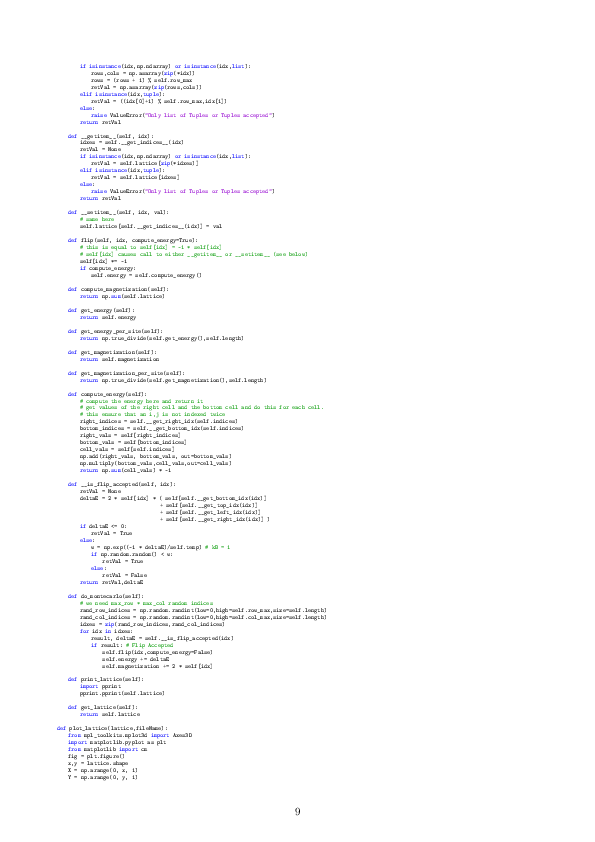 if isinstance(idx,np.ndarray) or isinstance(idx,list):
rows,cols = np.asarray(zip(*idx))
rows = (rows + 1) % self.row_max
retVal = np.asarray(zip(rows,cols))
elif isinstance(idx,tuple):
retVal = ((idx[0]+1) % self.row_max,idx[1])
else:
raise ValueError("Only list of Tuples or Tuples accepted")
return retVal
def __getitem__(self, idx):
idxes = self.__get_indices__(idx)
retVal = None
if isinstance(idx,np.ndarray) or isinstance(idx,list):
retVal = self.lattice[zip(*idxes)]
elif isinstance(idx,tuple):
retVal = self.lattice[idxes]
else:
raise ValueError("Only list of Tuples or Tuples accepted")
return retVal
def __setitem__(self, idx, val):
# same here
self.lattice[self.__get_indices__(idx)] = val
def flip(self, idx, compute_energy=True):
# this is equal to self[idx] = -1 * self[idx]
# self[idx] causes call to either __getitem__ or __setitem__ (see below)
self[idx] *= -1
if compute_energy:
self.energy = self.compute_energy()
def compute_magnetization(self):
return np.sum(self.lattice)
def get_energy(self):
return self.energy
def get_energy_per_site(self):
return np.true_divide(self.get_energy(),self.length)
def get_magnetization(self):
return self.magnetization
def get_magnetization_per_site(self):
return np.true_divide(self.get_magnetization(),self.length)
def compute_energy(self):
# compute the energy here and return it
# get values of the right cell and the bottom cell and do this for each cell.
# this ensure that an i,j is not indexed twice
right_indices = self.__get_right_idx(self.indices)
bottom_indices = self.__get_bottom_idx(self.indices)
right_vals = self[right_indices]
bottom_vals = self[bottom_indices]
cell_vals = self[self.indices]
np.add(right_vals, bottom_vals, out=bottom_vals)
np.multiply(bottom_vals,cell_vals,out=cell_vals)
return np.sum(cell_vals) * -1
def __is_flip_accepted(self, idx):
retVal = None
deltaE = 2 * self[idx] * ( self[self.__get_bottom_idx(idx)]
+ self[self.__get_top_idx(idx)]
+ self[self.__get_left_idx(idx)]
+ self[self.__get_right_idx(idx)] )
if deltaE <= 0:
retVal = True
else:
w = np.exp((-1 * deltaE)/self.temp) # kB = 1
if np.random.random() < w:
retVal = True
else:
retVal = False
return retVal,deltaE
def do_montecarlo(self):
# we need max_row * max_col random indices
rand_row_indices = np.random.randint(low=0,high=self.row_max,size=self.length)
rand_col_indices = np.random.randint(low=0,high=self.col_max,size=self.length)
idxes = zip(rand_row_indices,rand_col_indices)
for idx in idxes:
result, deltaE = self.__is_flip_accepted(idx)
if result: # Flip Accepted
self.flip(idx,compute_energy=False)
self.energy += deltaE
self.magnetization += 2 * self[idx]
def print_lattice(self):
import pprint
pprint.pprint(self.lattice)
def get_lattice(self):
return self.lattice
def plot_lattice(lattice,fileName):
from mpl_toolkits.mplot3d import Axes3D
import matplotlib.pyplot as plt
from matplotlib import cm
fig = plt.figure()
x,y = lattice.shape
X = np.arange(0, x, 1)
Y = np.arange(0, y, 1)
9